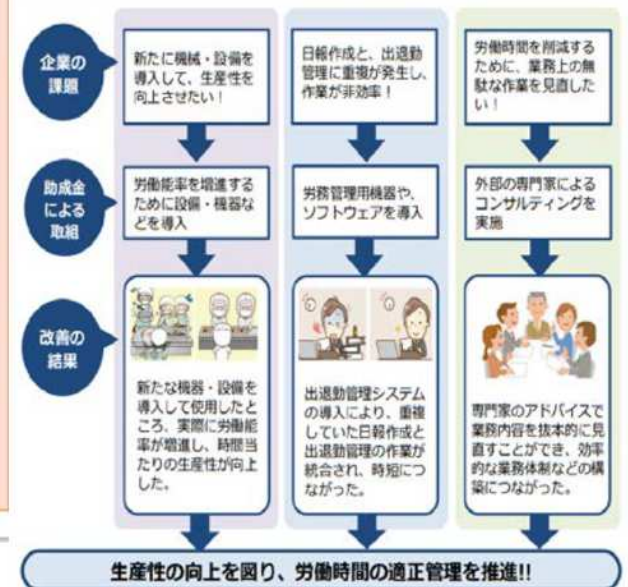 企業の
課題
新たに機械・設備を
導入して、生産性を
向上させたい！
日報作成と、出退勤
管理に重複が発生し、
作業が非効率！
労働時間を削減する
ために、業務上の無
駄な作業を見直した
い！
助成金
による
取組
労働能率を増進する
ために設備・機器な
どを導入
労務管理用機器や、
ソフトウェアを導入
外部の専門家による
コンサルティングを
実施
改善の
結果
新たな機器・設備を
導入して使用したと
ころ、実際に労働能
率が増進し、時間当
たりの生産性が向上
した。
出退勤管理システム
の導入により、重複
していた日報作成と
出退勤管理の作業が
統合され、時短につ
ながった。
専門家のアドバイスで
業務内容を抜本的に見
直すことができ、効率
的な業務体制などの構
築につながった。
生産性の向上を図り、労働時間の適正管理を推進!!